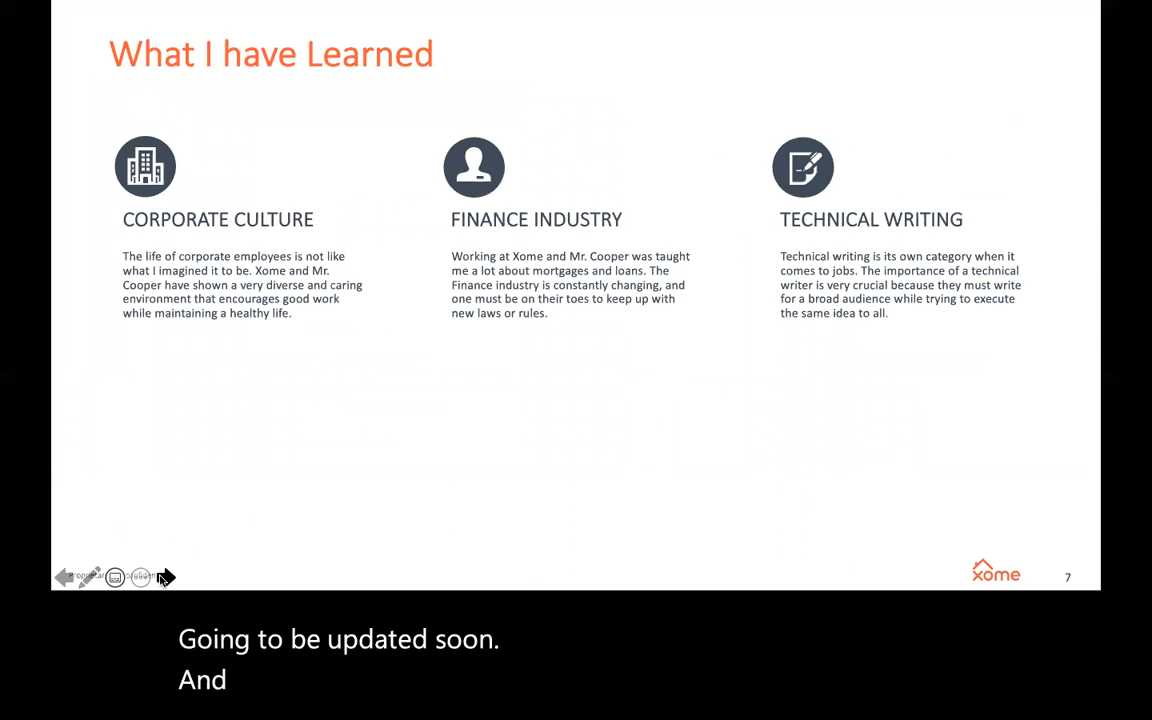 What I have Learned
CORPORATE CULTURE
The life of corporate employees is not like
what I imagined it to be. Xome and Mr.
Cooper have shown a very diverse and caring
environment that encourages good work
while maintaining a healthy life.
FINANCE INDUSTRY
Working at Xome and Mr. Cooper was taught
me a lot about mortgages and loans. The
Finance industry is constantly changing, and
one must be on their toes to keep up with
new laws or rules.
TECHNICAL WRITING
Technical writing is its own category when it
comes to jobs. The importance of a technical
writer is very crucial because they must write
for a broad audience while trying to execute
the same idea to all.
xome
7
Going to be updated soon.
And